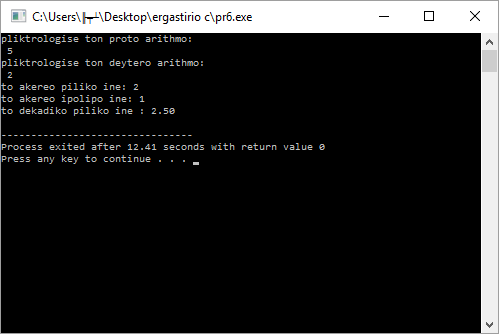 C:\Users\╟┬┴\Desktop\ergastirio c\pr6.exe
pliktrologise ton proto arithmo:
5
pliktrologise ton deytero arithmo:
2
to akereo piliko ine: 2
to akereo ipolipo ine: 1
to dekadiko piliko ine : 2.50
--------------------------------
Process exited after 12.41 seconds with return value 0
Press any key to continue . . .